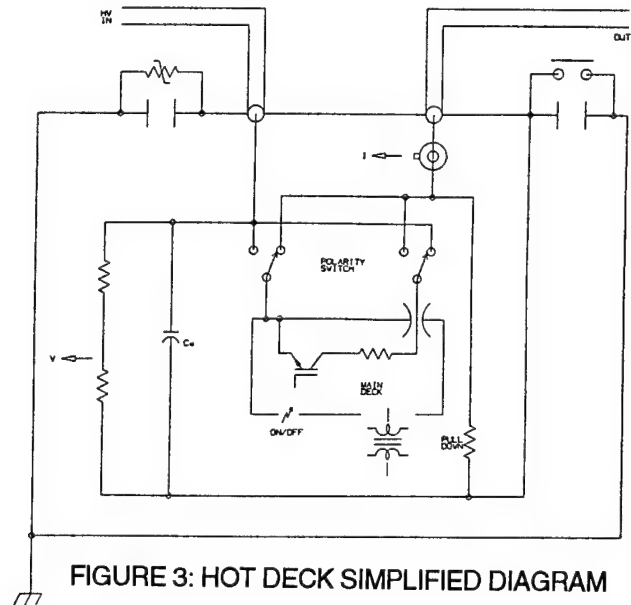 HV
IN
OUT
I
POLARITY
SWITCH
V
Co
MAIN
DECK
ON/OFF
PULL
DOWN
FIGURE 3: HOT DECK SIMPLIFIED DIAGRAM